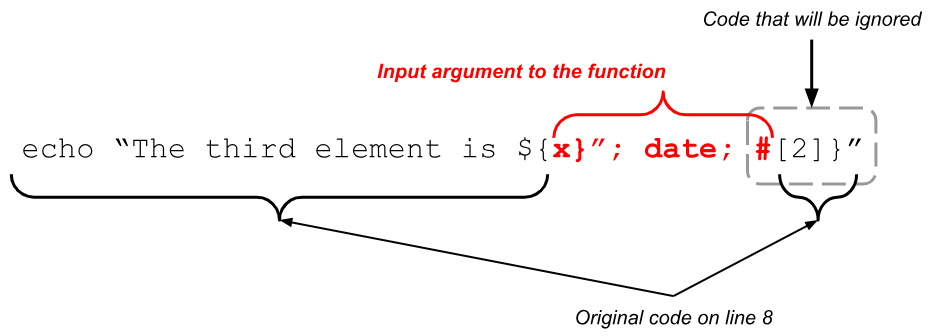 Code that will be ignored
Input argument to the function
echo “The third element is ${x}”; date; #[2]}”
Original code on line 8